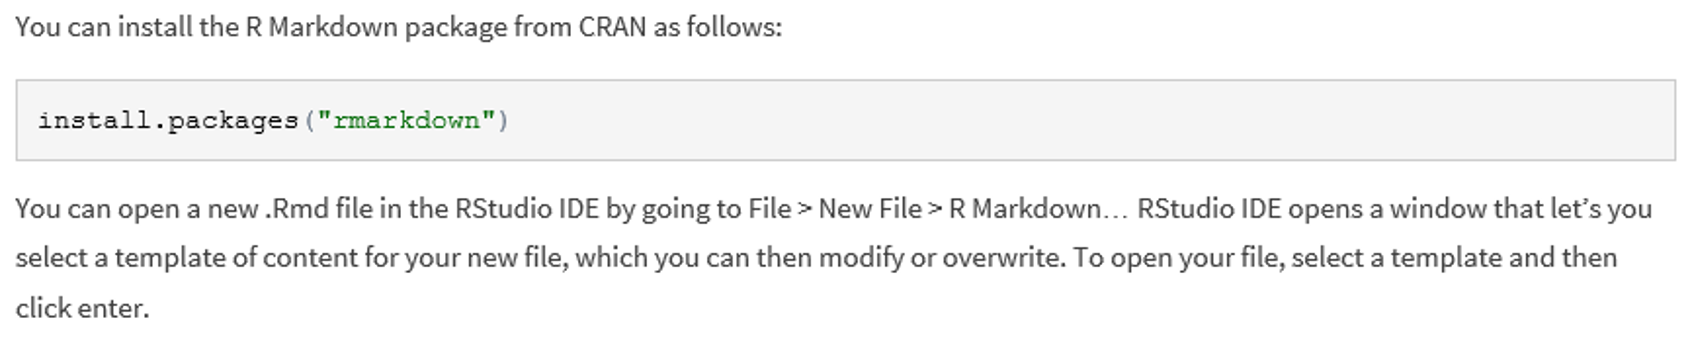 You can install the R Markdown package from CRAN as follows:
install.packages("rmarkdown")
You can open a new .Rmd file in the RStudio IDE by going to File > New File > R Markdown… RStudio IDE opens a window that let’s you
select a template of content for your new file, which you can then modify or overwrite. To open your file, select a template and then
click enter.